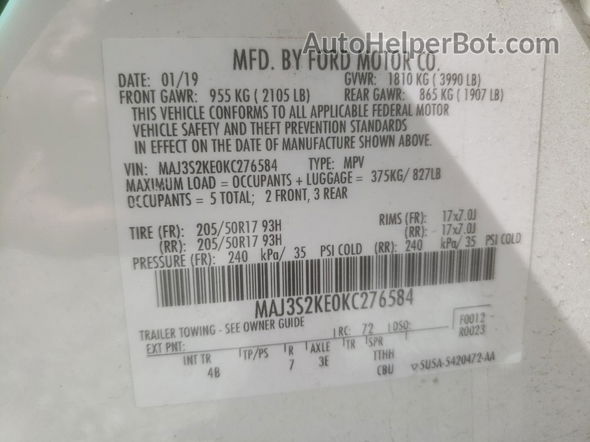 AutoHelperBot.com
MFD. BY FORD MOTOR CO.
DATE: 01/19 GVWR: 1810 KG ( 3990 LB)
FRONT GAWR: 955 KG ( 2105 LB) REAR GAWR: 865 KG ( 1907 LB)
THIS VEHICLE CONFORMS TO ALL APPLICABLE FEDERAL MOTOR
VEHICLE SAFETY AND THEFT PREVENTION STANDARDS
IN EFFECT ON THE DATE OF MANUFACTURE SHOWN ABOVE.
VIN: MAJ3S2KE0KC276584 TYPE: MPV
MAXIMUM LOAD = OCCUPANTS + LUGGAGE = 375KG/ 827LB
OCCUPANTS = 5 TOTAL; 2 FRONT, 3 REAR
TIRE (FR): 205/50R17 93H RIMS (FR): 17x7.0J
(RR): 205/50R17 93H (RR): 17x7.0J
PRESSURE (FR): 240 kPa/ 35 PSI COLD (RR): 240 kPa/ 35 PSI COLD
MAJ3S2KE0KC276584
TRAILER TOWING - SEE OWNER GUIDE RC: 72 DSO: F0012
R0023
EXT PNT: INT TR TP/PS R AXLE TR SPR
4B 7 3E TTHH
CBU SU5A-5420472-AA